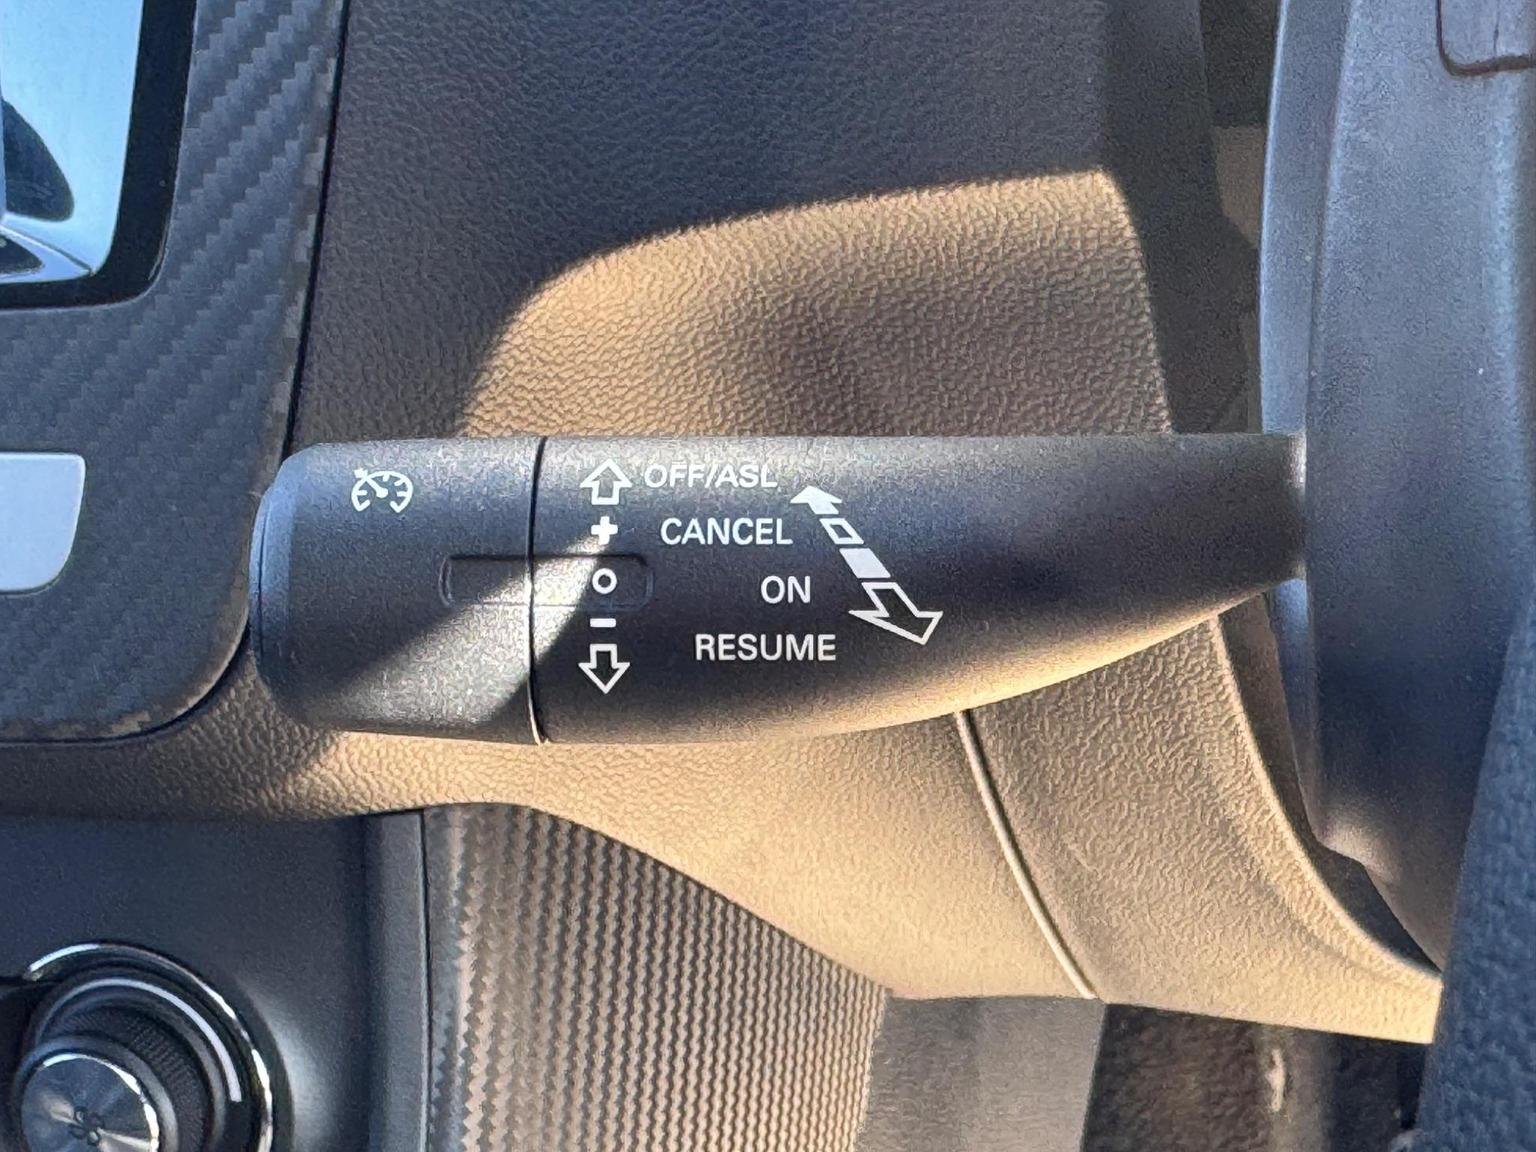 OFF/ASL
+ CANCEL
O ON
- RESUME